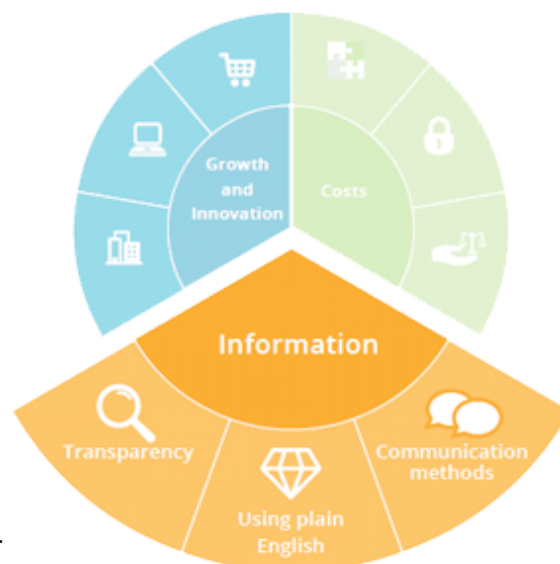 Growth
and
Innovation
Costs
Information
Transparency
Communication
methods
Using plain
English